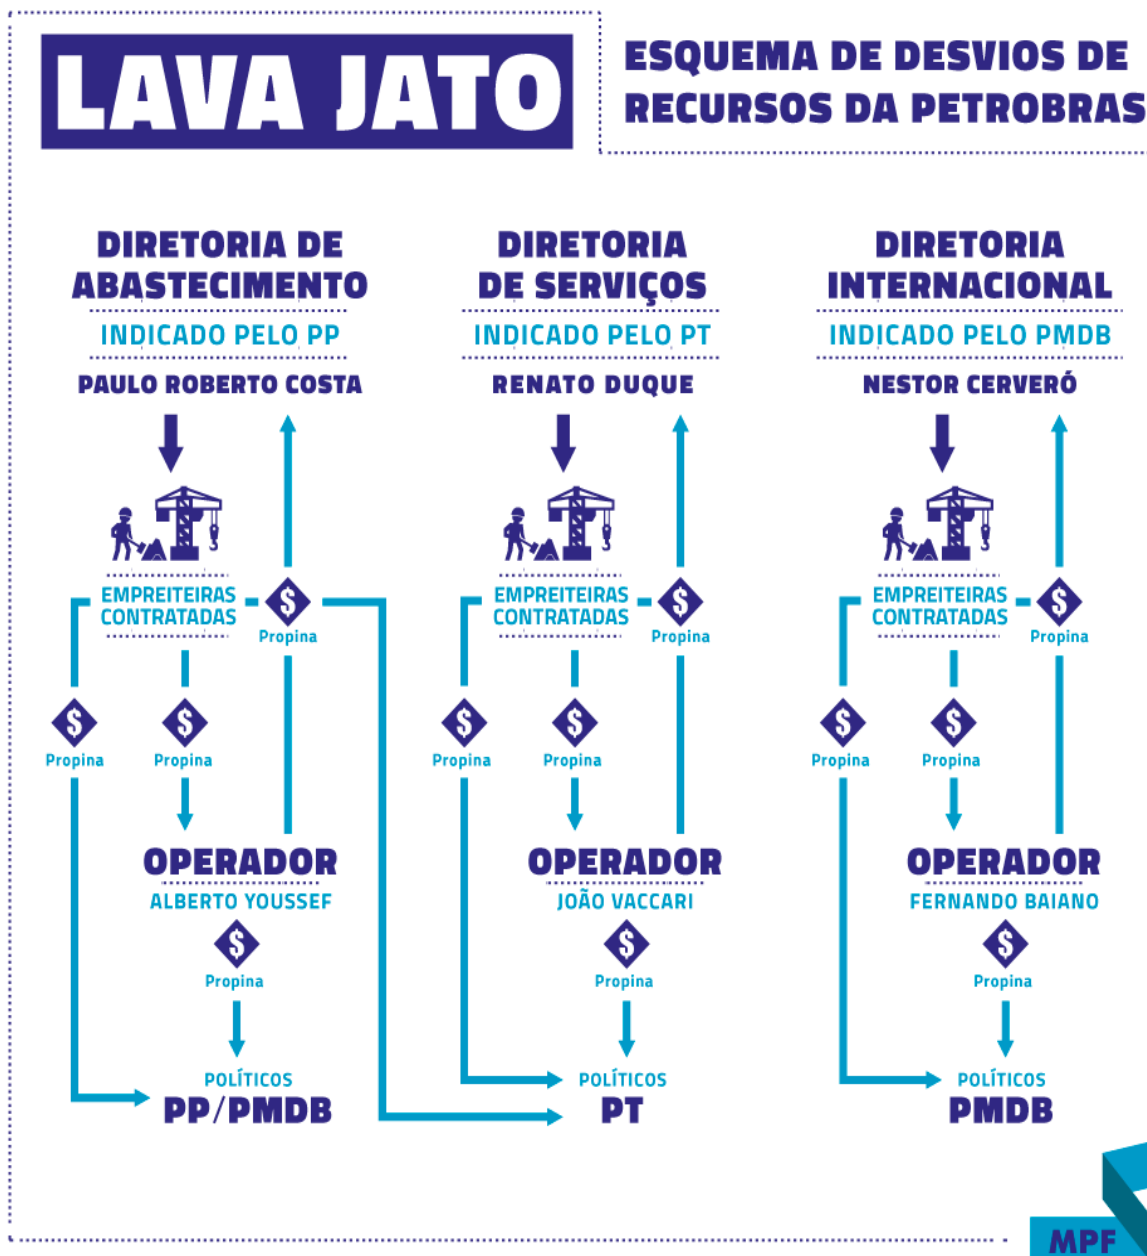 LAVA JATO
ESQUEMA DE DESVIOS DE
RECURSOS DA PETROBRAS
DIRETORIA DE
ABASTECIMENTO
INDICADO PELO PP
PAULO ROBERTO COSTA
$
EMPREITEIRAS
CONTRATADAS
Propina
$
Propina
$
Propina
OPERADOR
ALBERTO YOUSSEF
$
Propina
POLÍTICOS
PP/PMDB
DIRETORIA
DE SERVIÇOS
INDICADO PELO PT
RENATO DUQUE
$
EMPREITEIRAS
CONTRATADAS
Propina
$
Propina
$
Propina
OPERADOR
JOÃO VACCARI
$
Propina
POLÍTICOS
PT
DIRETORIA
INTERNACIONAL
INDICADO PELO PMDB
NESTOR CERVERÓ
$
EMPREITEIRAS
CONTRATADAS
Propina
$
Propina
$
Propina
OPERADOR
FERNANDO BAIANO
$
Propina
POLÍTICOS
PMDB
MPF